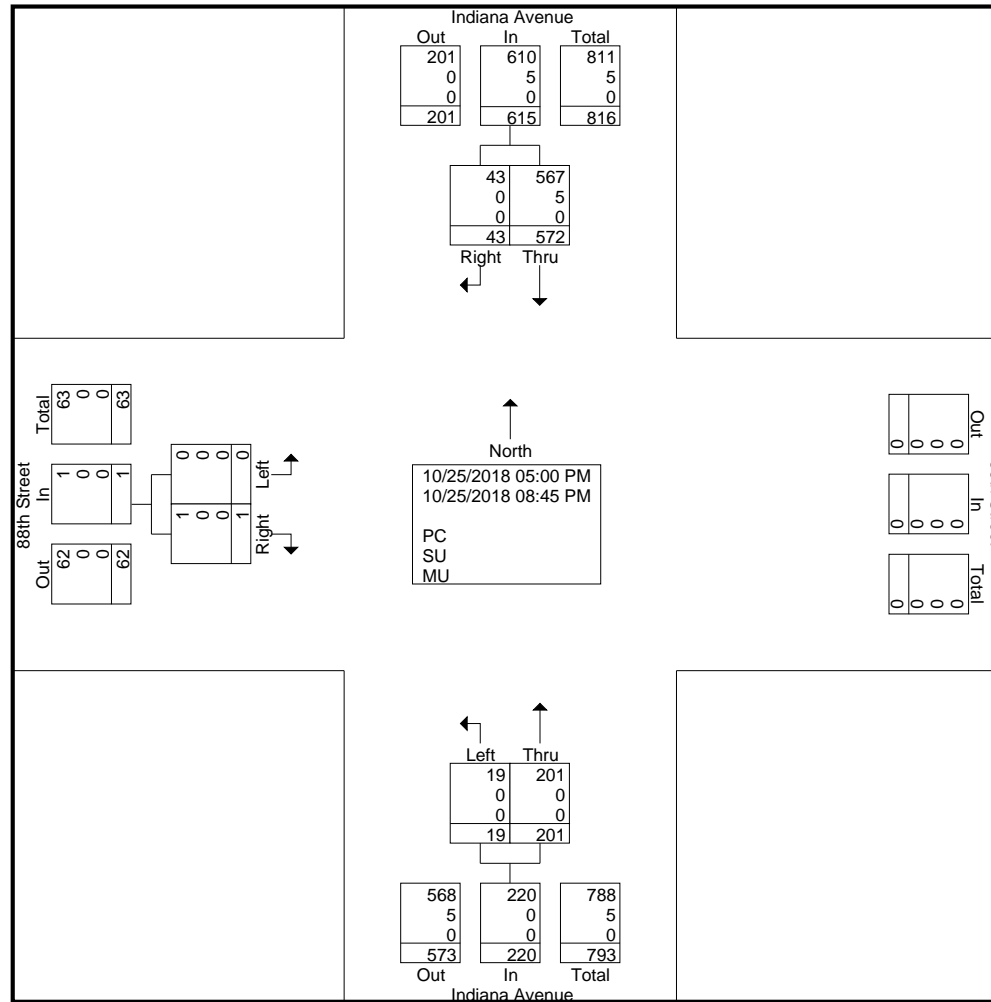 Indiana Avenue
Out In Total
201 610 811
0 5 5
0 0 0
201 615 816
43 567
0 5
0 0
43 572
Right Thru
88th Street
Total
63 0 0 63
In
1 0 0 1
Out
62 0 0 62
Left
0 0 0 0
Right
1 0 0 1
North
10/25/2018 05:00 PM
10/25/2018 08:45 PM
PC
SU
MU
Out
0 0 0 0
In
0 0 0 0
Total
0 0 0 0
Left Thru
19 201
0 0
0 0
19 201
568 220 788
5 0 5
0 0 0
573 220 793
Out In Total
Indiana Avenue